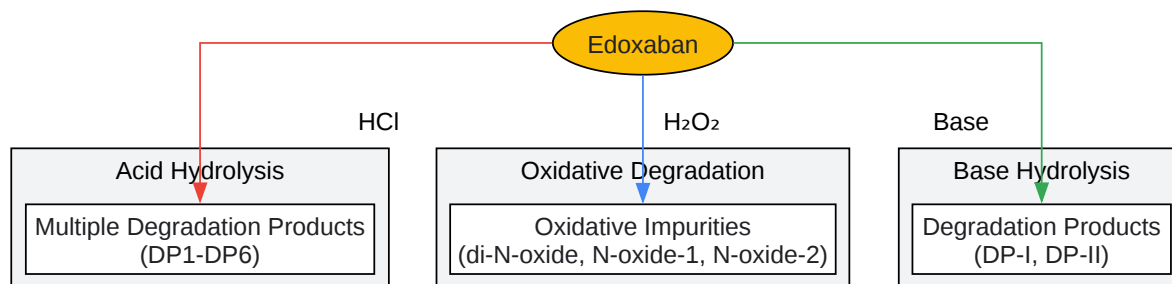 Edoxaban
HCl
H₂O₂
Base
Acid Hydrolysis
Oxidative Degradation
Base Hydrolysis
Multiple Degradation Products
(DP1-DP6)
Oxidative Impurities
(di-N-oxide, N-oxide-1, N-oxide-2)
Degradation Products
(DP-I, DP-II)